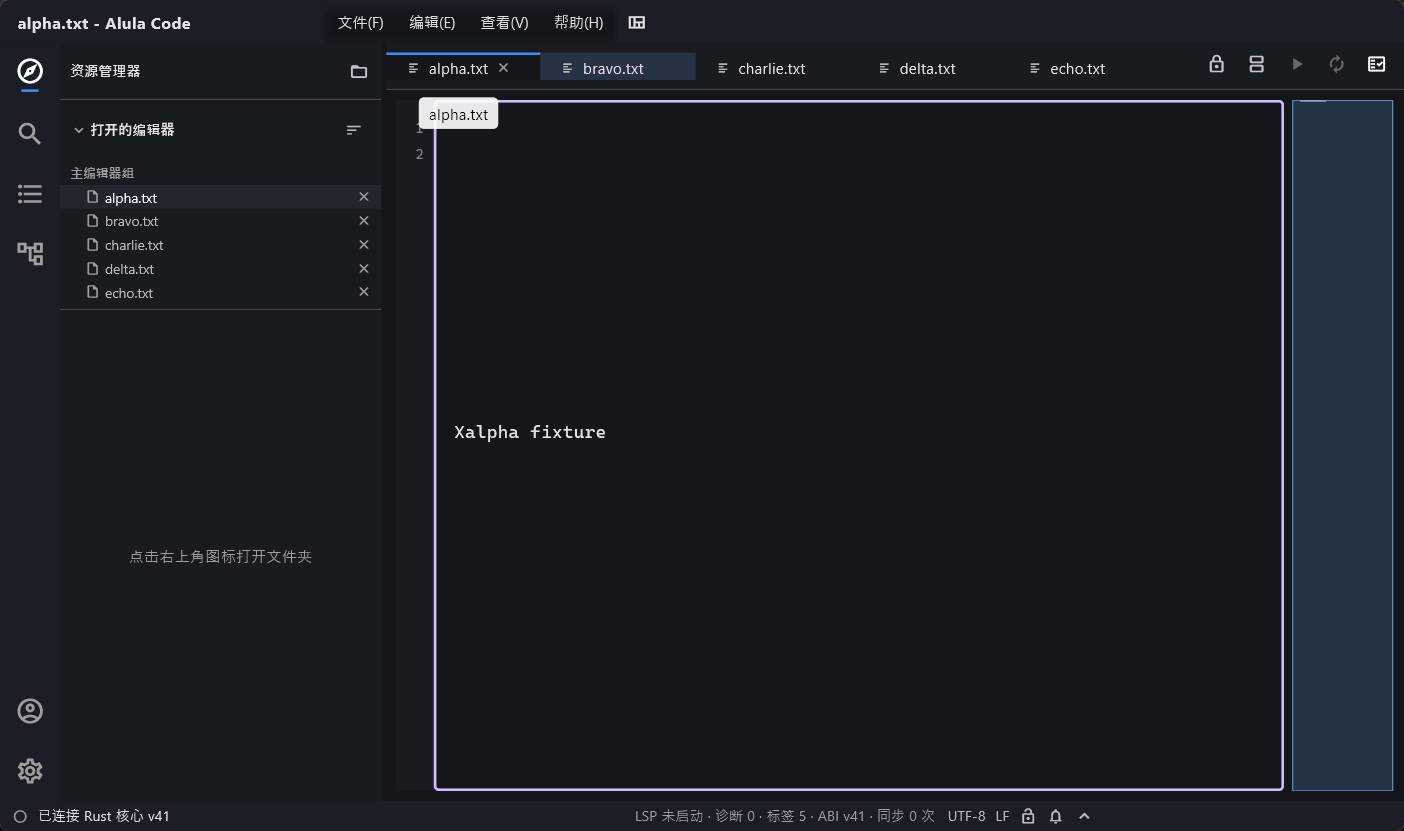 alpha.txt - Alula Code
文件(F) 编辑(E) 查看(V) 帮助(H)
资源管理器
alpha.txt bravo.txt charlie.txt delta.txt echo.txt
alpha.txt
打开的编辑器
主编辑器组
alpha.txt
bravo.txt
charlie.txt
delta.txt
echo.txt
点击右上角图标打开文件夹
1
2
Xalpha fixture
已连接 Rust 核心 v41
LSP 未启动 · 诊断 0 · 标签 5 · ABI v41 · 同步 0 次 UTF-8 LF